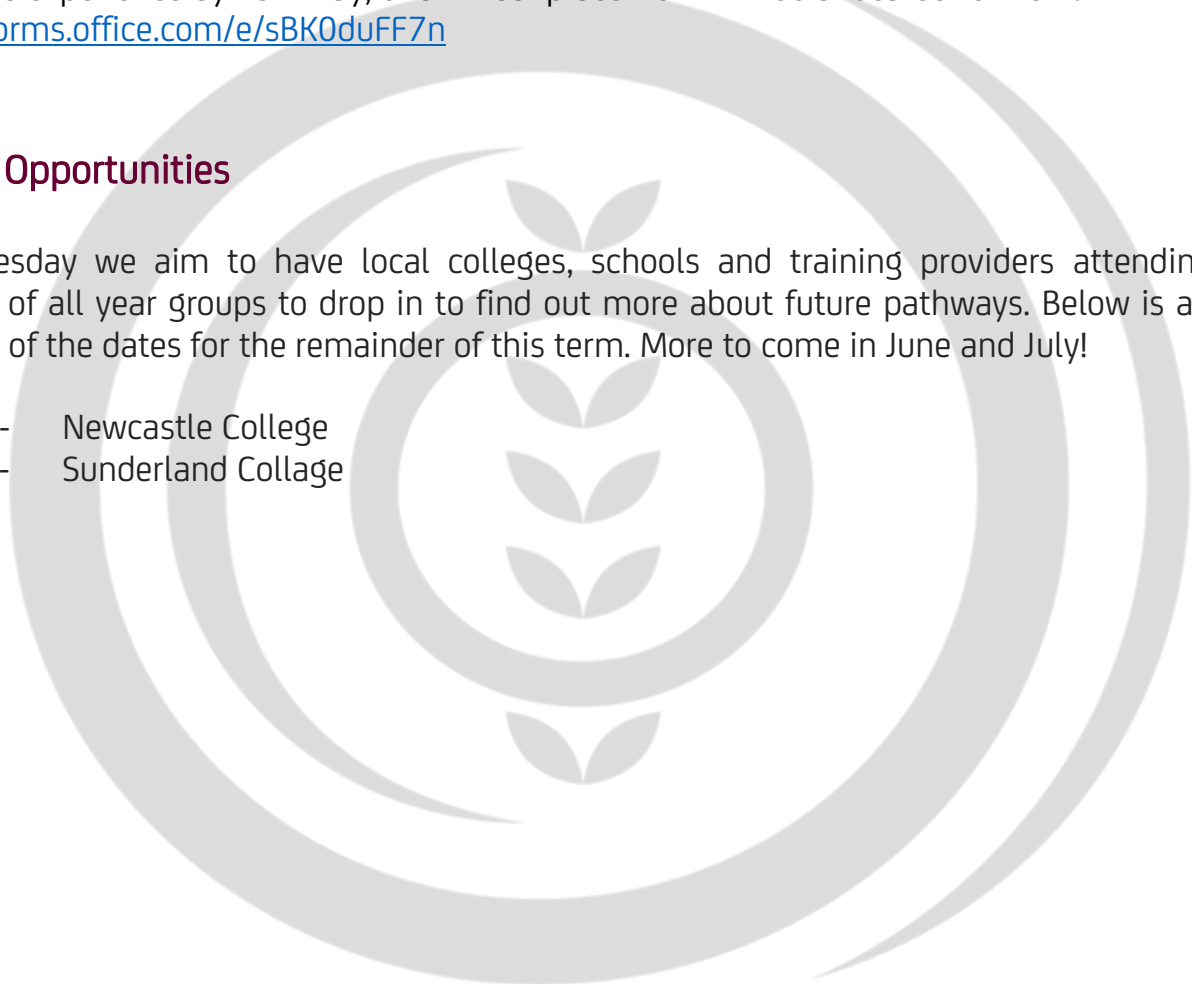 orms.office.com/e/sBK0duFF7n
Opportunities
esday we aim to have local colleges, schools and training providers attendin
of all year groups to drop in to find out more about future pathways. Below is a
of the dates for the remainder of this term. More to come in June and July!
- Newcastle College
- Sunderland Collage